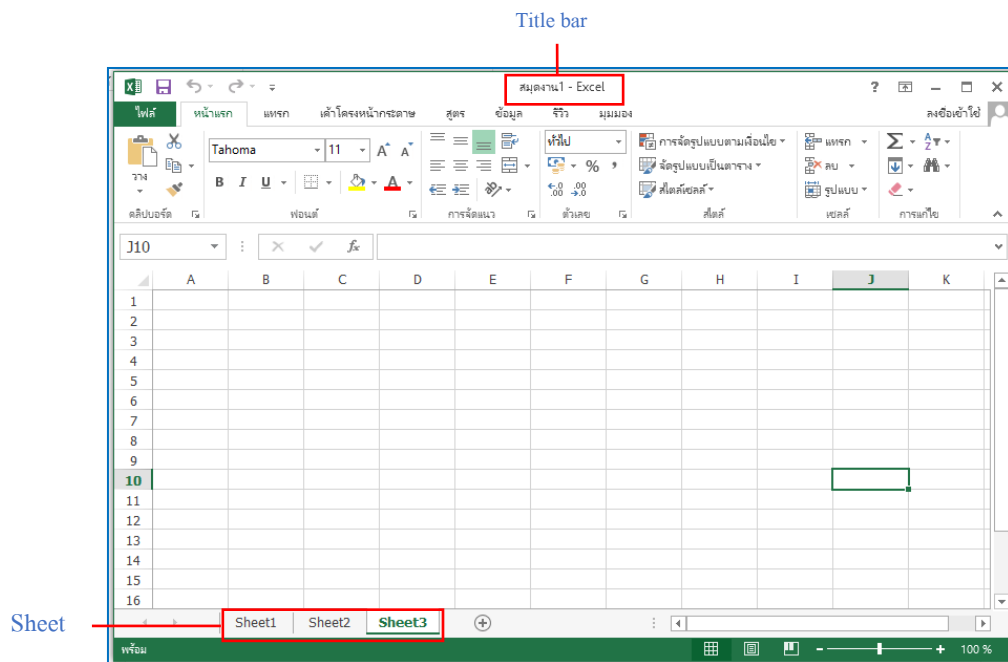 Title bar
สมุดงาน1 - Excel
?
ไฟล์ หน้าแรก แทรก เค้าโครงหน้ากระดาษ สูตร ข้อมูล รีวิว มุมมอง ลงชื่อเข้าใช้
วาง
Tahoma 11 A A
B I U A
ทั่วไป
% ,
.00 .0
การจัดรูปแบบตามเงื่อนไข
จัดรูปแบบเป็นตาราง
สไตล์เซลล์
แทรก
ลบ
รูปแบบ
Σ A Z
คลิปบอร์ด ฟอนต์ การจัดแนว ตัวเลข สไตล์ เซลล์ การแก้ไข
J10 fx
A B C D E F G H I J K
1
2
3
4
5
6
7
8
9
10
11
12
13
14
15
16
Sheet Sheet1 Sheet2 Sheet3
พร้อม - + 100 %